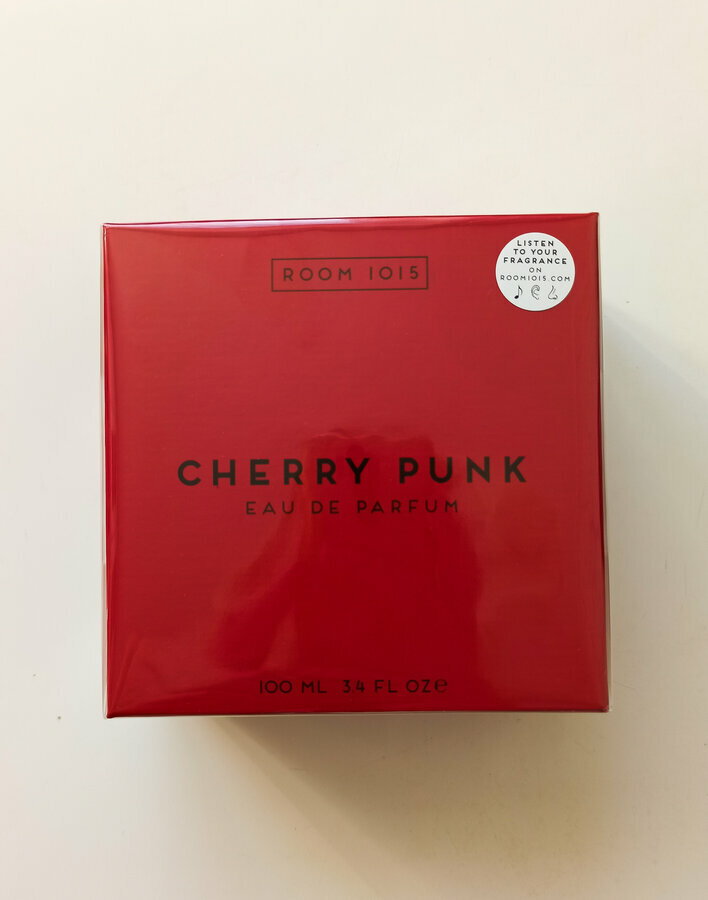 ROOM 1015
LISTEN
TO YOUR
FRAGRANCE
ON
ROOM1015.COM
CHERRY PUNK
EAU DE PARFUM
100 ML 3.4 FL OZ℮